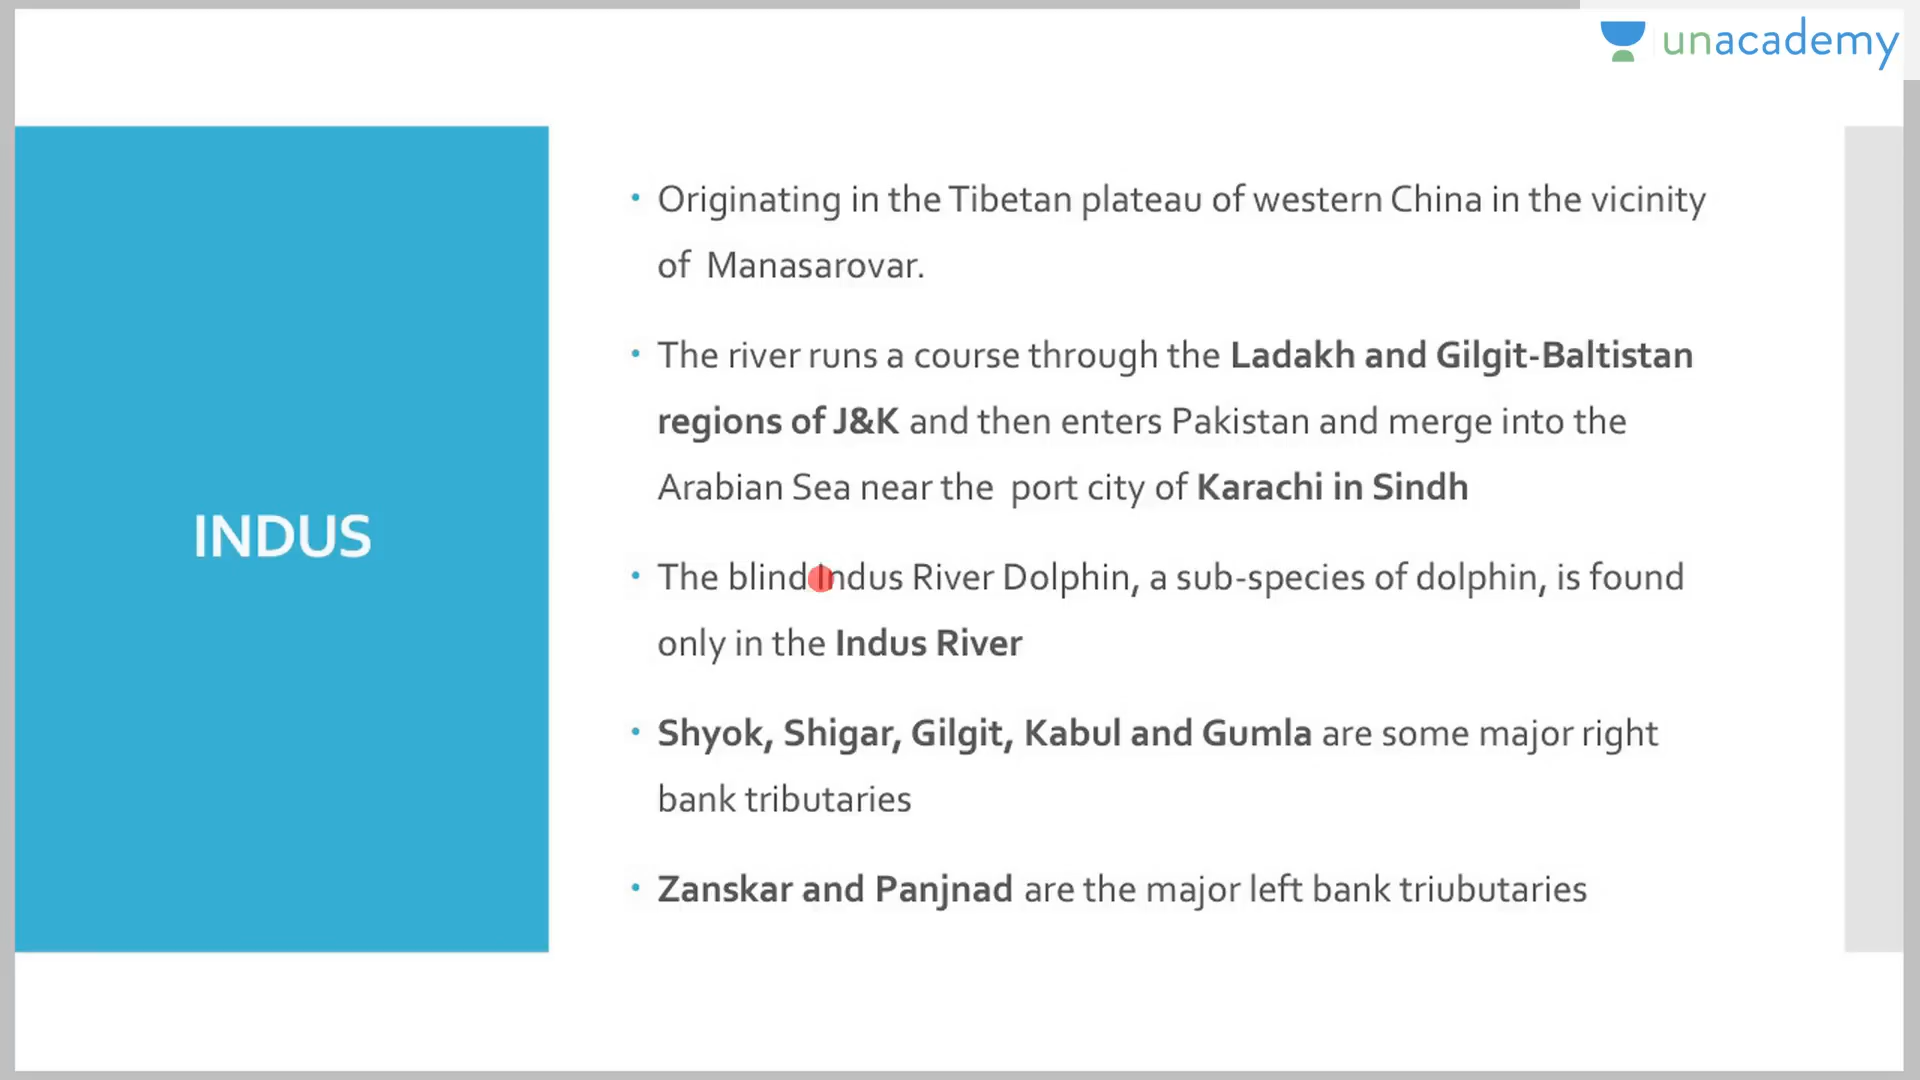 unacademy
INDUS
• Originating in the Tibetan plateau of western China in the vicinity
of Manasarovar.
• The river runs a course through the Ladakh and Gilgit-Baltistan
regions of J&K and then enters Pakistan and merge into the
Arabian Sea near the port city of Karachi in Sindh
• The blind Indus River Dolphin, a sub-species of dolphin, is found
only in the Indus River
• Shyok, Shigar, Gilgit, Kabul and Gumla are some major right
bank tributaries
• Zanskar and Panjnad are the major left bank triubutaries